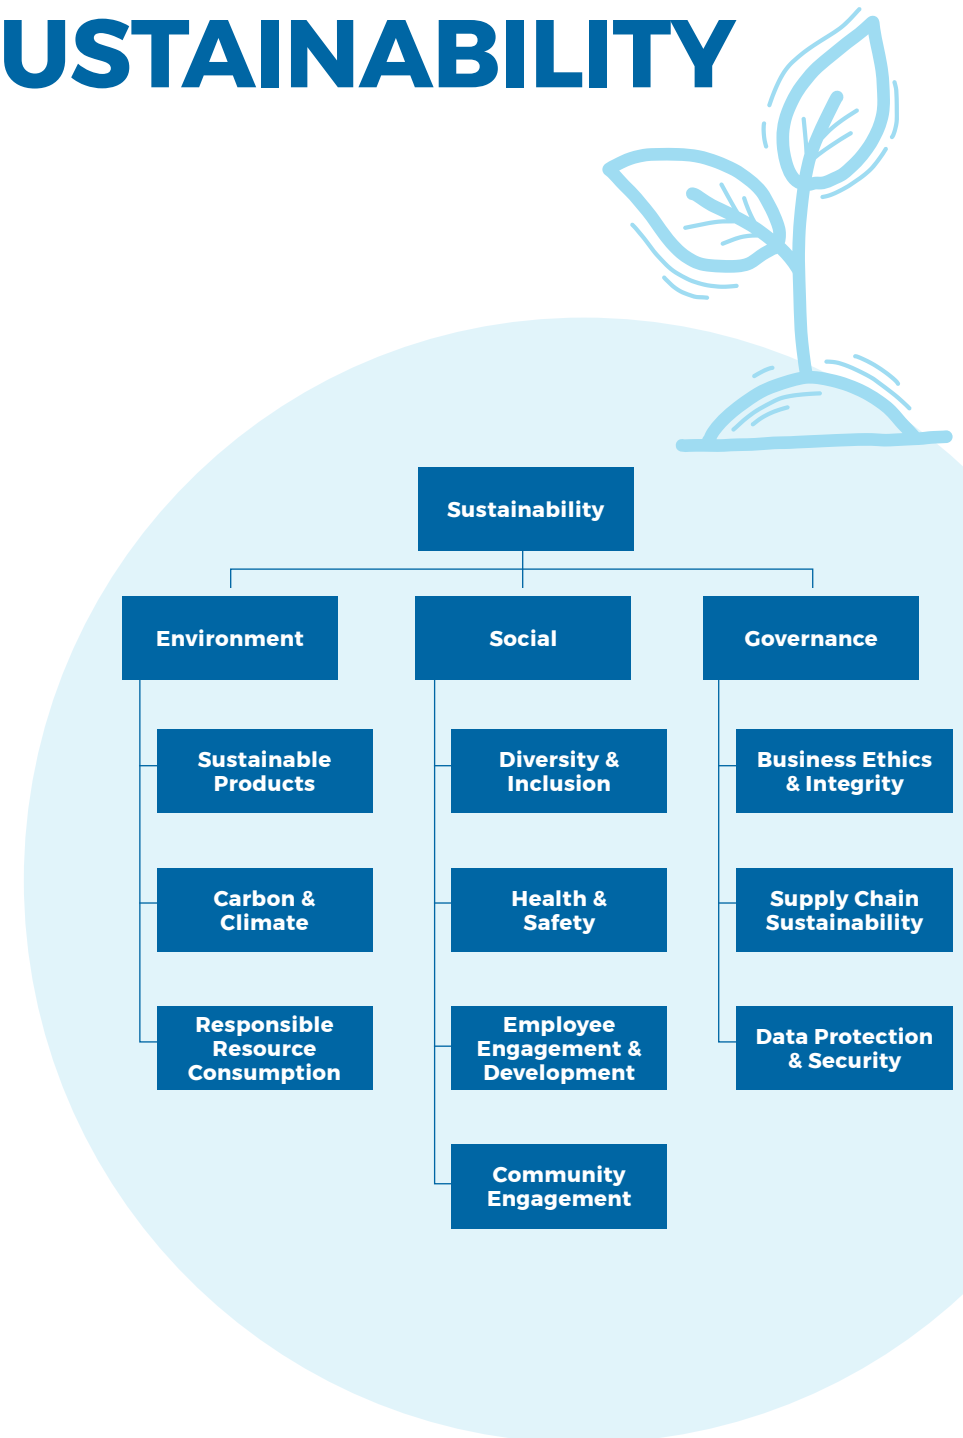 USTAINABILITY
Sustainability
Environment
Social
Governance
Sustainable
Products
Diversity &
Inclusion
Business Ethics
& Integrity
Carbon &
Climate
Health &
Safety
Supply Chain
Sustainability
Responsible
Resource
Consumption
Employee
Engagement &
Development
Data Protection
& Security
Community
Engagement